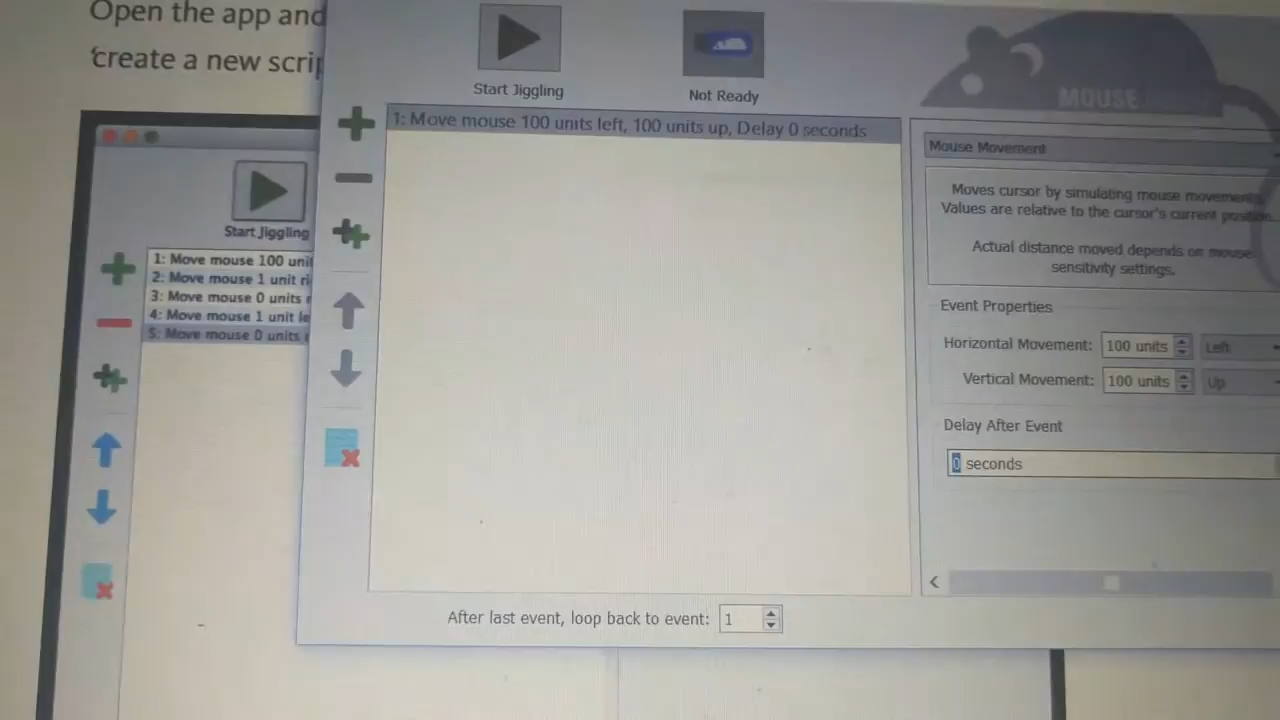 Open the app and
create a new scrip
Start Jiggling
Not Ready
MOUSE
1: Move mouse 100 units left, 100 units up, Delay 0 seconds
Mouse Movement
Moves cursor by simulating mouse movements.
Values are relative to the cursor's current position.
Actual distance moved depends on mouse
sensitivity settings.
Event Properties
Horizontal Movement: 100 units Left
Vertical Movement: 100 units Up
Delay After Event
0 seconds
After last event, loop back to event: 1
Start Jiggling
1: Move mouse 100 unit
2: Move mouse 1 unit ri
3: Move mouse 0 units
4: Move mouse 1 unit le
5: Move mouse 0 units